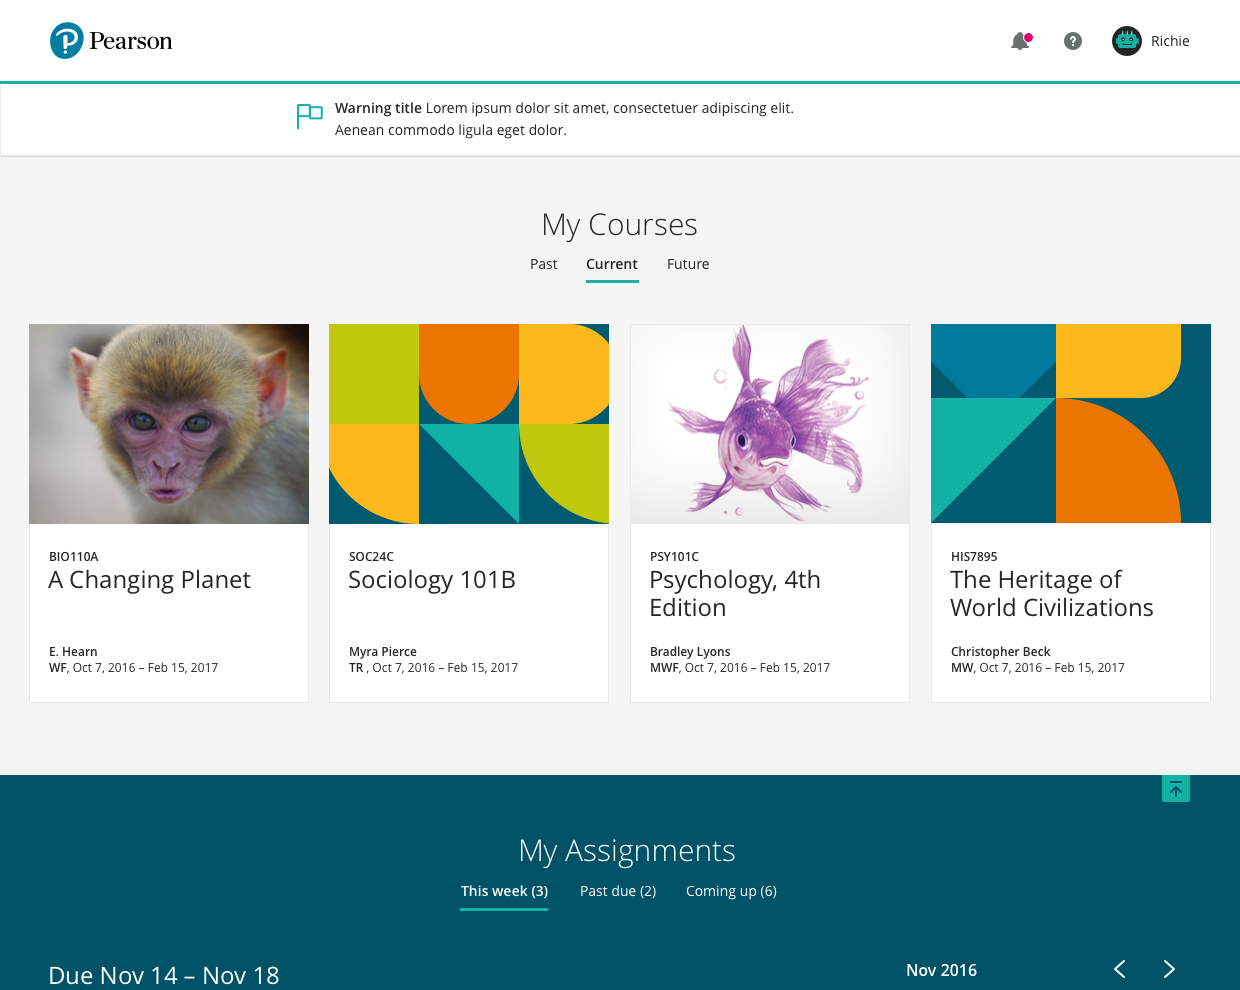 Pearson
Richie
Warning title Lorem ipsum dolor sit amet, consectetuer adipiscing elit.
Aenean commodo ligula eget dolor.
My Courses
Past Current Future
BIO110A
A Changing Planet
E. Hearn
WF, Oct 7, 2016 – Feb 15, 2017
SOC24C
Sociology 101B
Myra Pierce
TR , Oct 7, 2016 – Feb 15, 2017
PSY101C
Psychology, 4th
Edition
Bradley Lyons
MWF, Oct 7, 2016 – Feb 15, 2017
HIS7895
The Heritage of
World Civilizations
Christopher Beck
MW, Oct 7, 2016 – Feb 15, 2017
My Assignments
This week (3) Past due (2) Coming up (6)
Due Nov 14 – Nov 18
Nov 2016